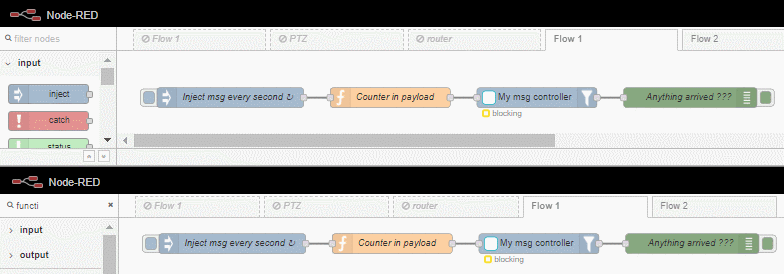 Node-RED
filter nodes
Flow 1
PTZ
router
Flow 1
Flow 2
input
inject
catch
status
Inject msg every second ↻
Counter in payload
My msg controller
Anything arrived ???
blocking
Node-RED
functi
Flow 1
PTZ
router
Flow 1
Flow 2
input
output
Inject msg every second ↻
Counter in payload
My msg controller
Anything arrived ???
blocking